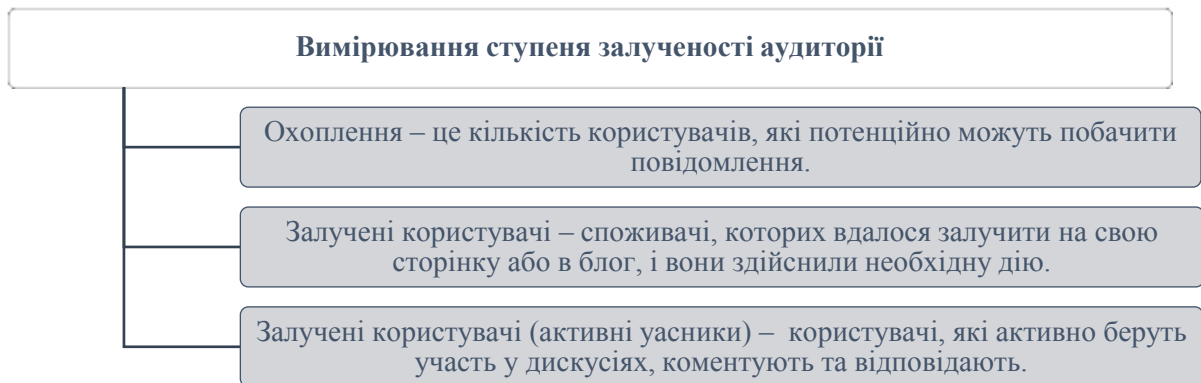 Вимірювання ступеня залученості аудиторії
Охоплення – це кількість користувачів, які потенційно можуть побачити
повідомлення.
Залучені користувачі – споживачі, которих вдалося залучити на свою
сторінку або в блог, і вони здійснили необхідну дію.
Залучені користувачі (активні уасники) – користувачі, які активно беруть
участь у дискусіях, коментують та відповідають.